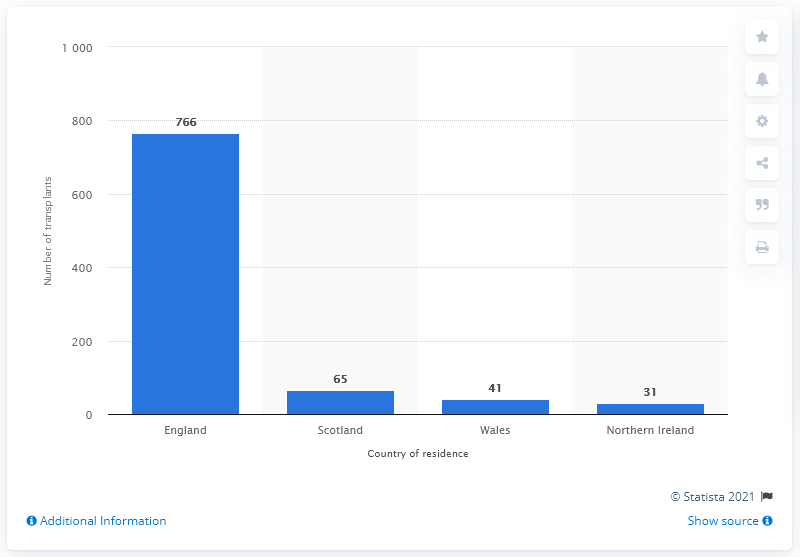 1 000
800
600
400
200
0
Number of transplants
766
65
41
31
England
Scotland
Wales
Northern Ireland
Country of residence
© Statista 2021
Additional Information
Show source